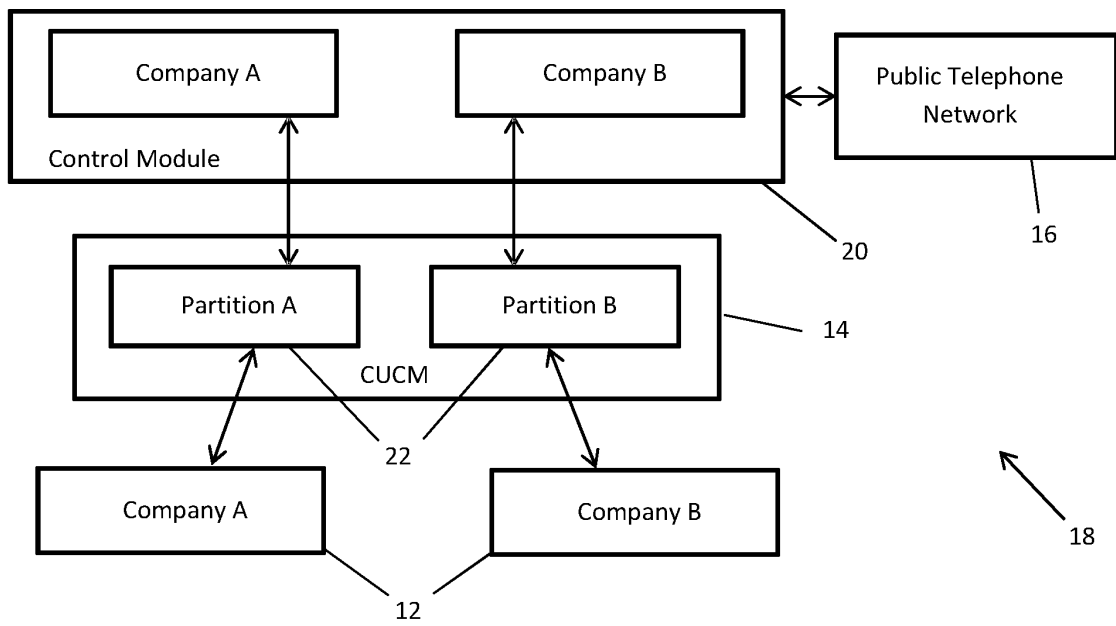 Company A
Company B
Public Telephone
Network
Control Module
20
16
Partition A
Partition B
14
CUCM
22
Company A
Company B
18
12